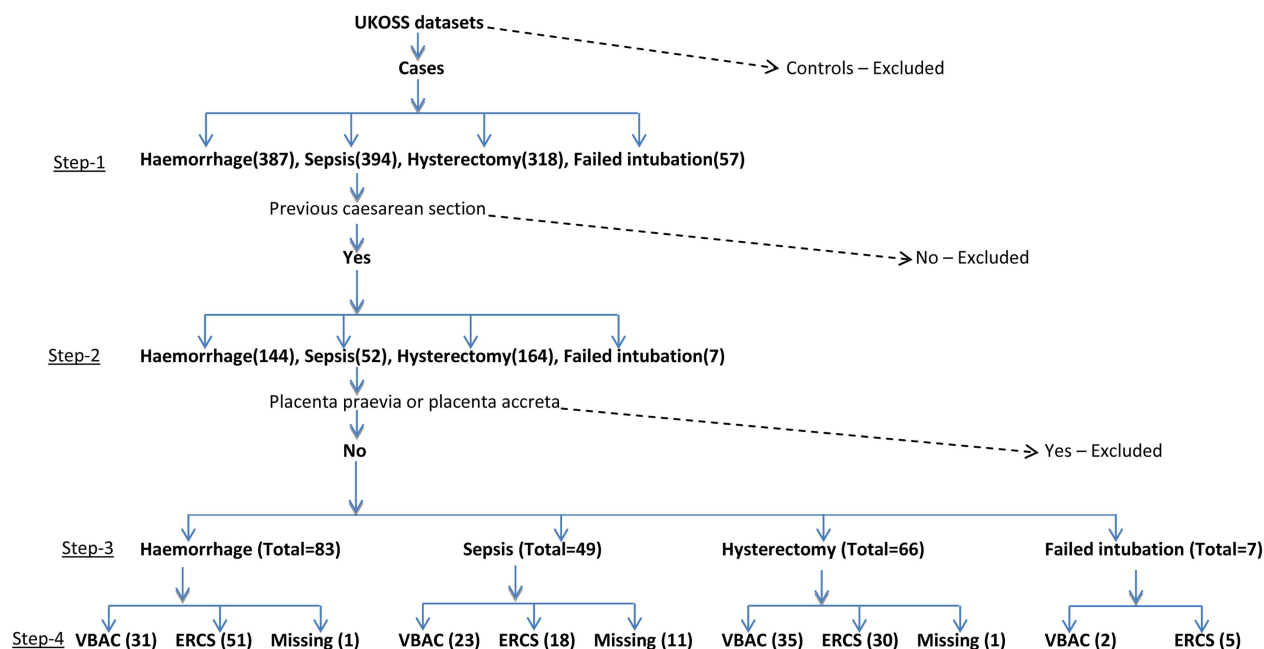 UKOSS datasets
Controls – Excluded
Cases
Step-1
Haemorrhage(387), Sepsis(394), Hysterectomy(318), Failed intubation(57)
Previous caesarean section
No – Excluded
Yes
Step-2
Haemorrhage(144), Sepsis(52), Hysterectomy(164), Failed intubation(7)
Placenta praevia or placenta accreta
Yes – Excluded
No
Step-3
Haemorrhage (Total=83)
Sepsis (Total=49)
Hysterectomy (Total=66)
Failed intubation (Total=7)
Step-4
VBAC (31)
ERCS (51)
Missing (1)
VBAC (23)
ERCS (18)
Missing (11)
VBAC (35)
ERCS (30)
Missing (1)
VBAC (2)
ERCS (5)